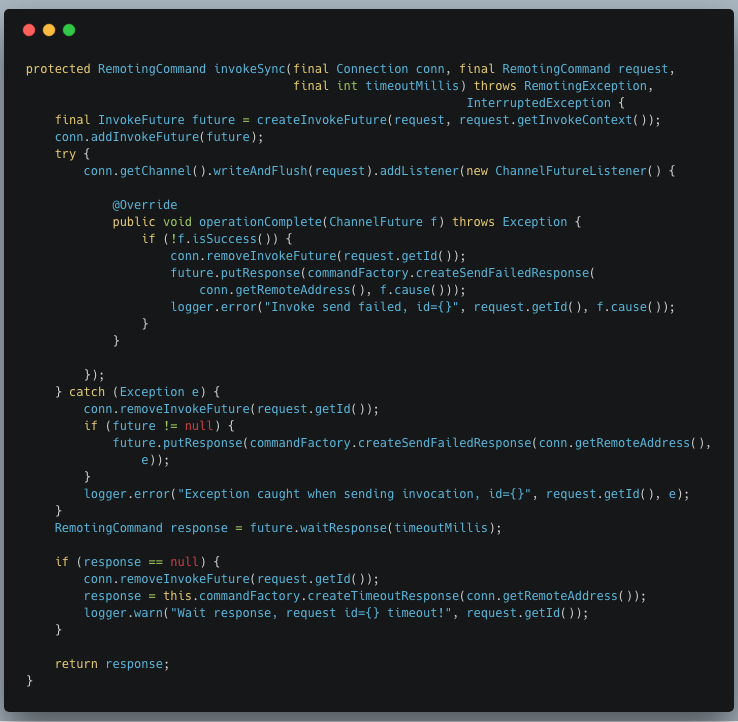 protected RemotingCommand invokeSync(final Connection conn, final RemotingCommand request,
                                     final int timeoutMillis) throws RemotingException,
                                                             InterruptedException {
    final InvokeFuture future = createInvokeFuture(request, request.getInvokeContext());
    conn.addInvokeFuture(future);
    try {
        conn.getChannel().writeAndFlush(request).addListener(new ChannelFutureListener() {

            @Override
            public void operationComplete(ChannelFuture f) throws Exception {
                if (!f.isSuccess()) {
                    conn.removeInvokeFuture(request.getId());
                    future.putResponse(commandFactory.createSendFailedResponse(
                        conn.getRemoteAddress(), f.cause()));
                    logger.error("Invoke send failed, id={}", request.getId(), f.cause());
                }
            }

        });
    } catch (Exception e) {
        conn.removeInvokeFuture(request.getId());
        if (future != null) {
            future.putResponse(commandFactory.createSendFailedResponse(conn.getRemoteAddress(),
                e));
        }
        logger.error("Exception caught when sending invocation, id={}", request.getId(), e);
    }
    RemotingCommand response = future.waitResponse(timeoutMillis);

    if (response == null) {
        conn.removeInvokeFuture(request.getId());
        response = this.commandFactory.createTimeoutResponse(conn.getRemoteAddress());
        logger.warn("Wait response, request id={} timeout!", request.getId());
    }

    return response;
}